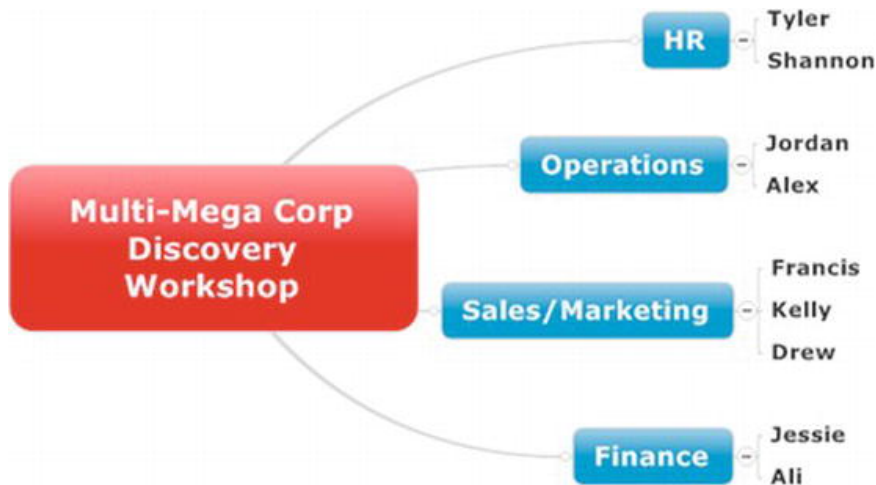 Multi-Mega Corp
Discovery
Workshop
HR
Tyler
Shannon
Operations
Jordan
Alex
Sales/Marketing
Francis
Kelly
Drew
Finance
Jessie
Ali